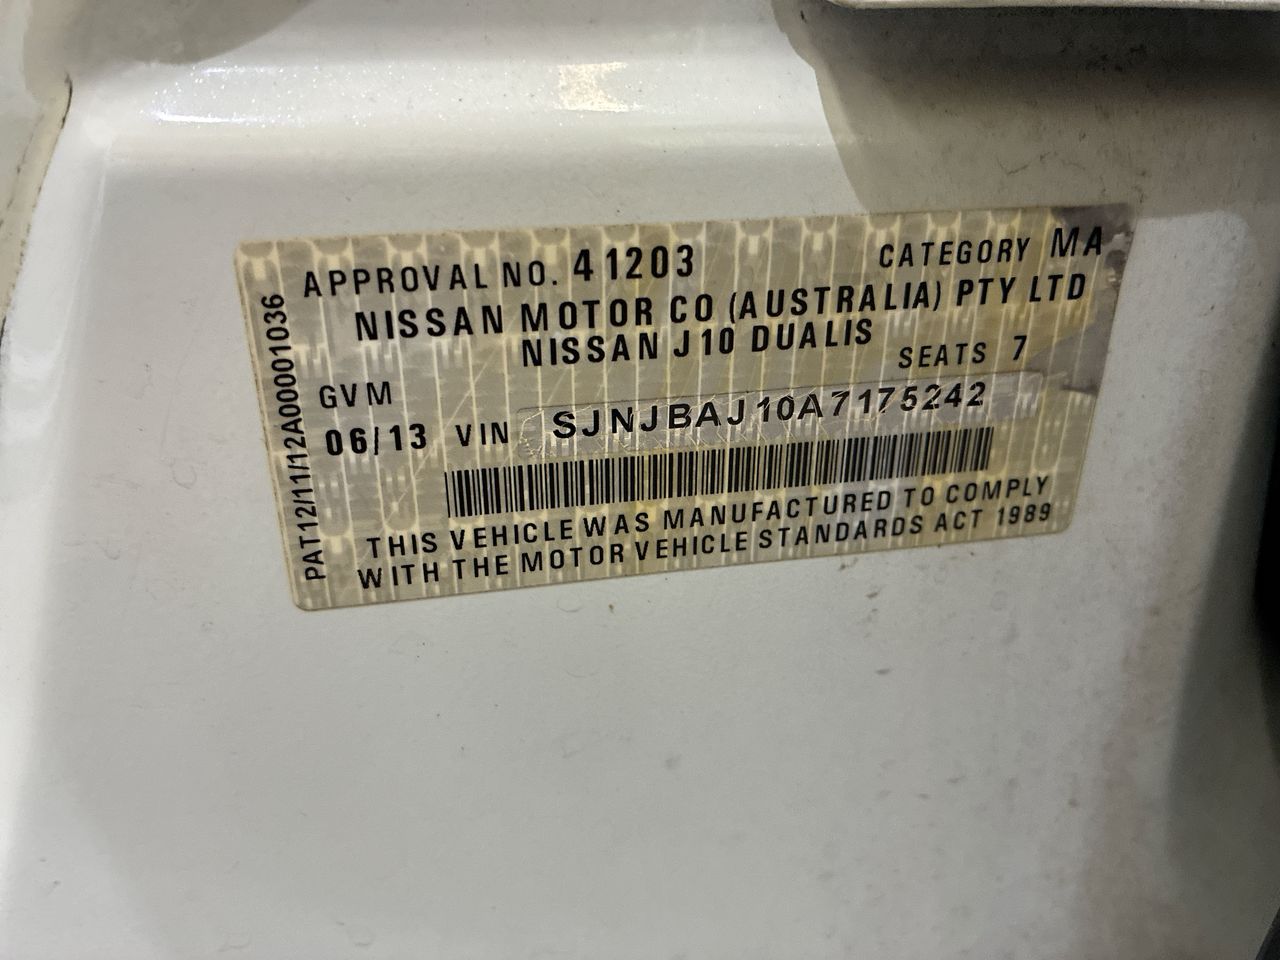 APPROVAL NO. 41203 CATEGORY MA
NISSAN MOTOR CO (AUSTRALIA) PTY LTD
NISSAN J10 DUALIS
SEATS 7
GVM
06/13 VIN SJNJBAJ10A7175242
THIS VEHICLE WAS MANUFACTURED TO COMPLY
WITH THE MOTOR VEHICLE STANDARDS ACT 1989
PAT12/11/12A00001036